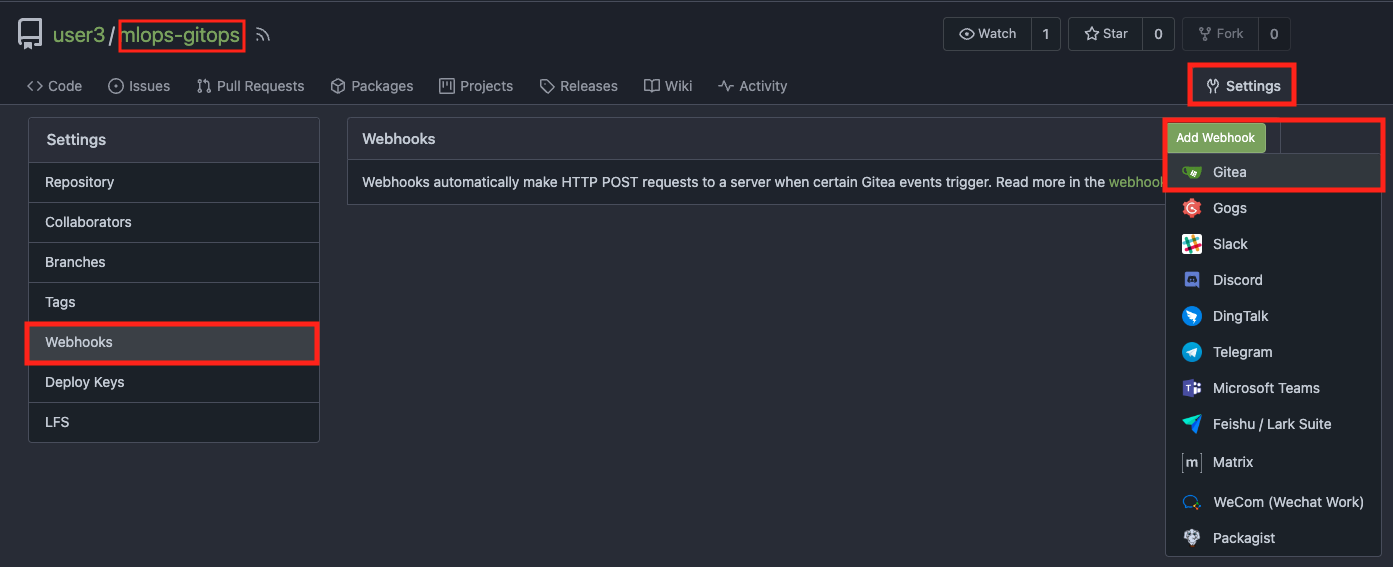 user3 / mlops-gitops
Watch 1 Star 0 Fork 0
Code Issues Pull Requests Packages Projects Releases Wiki Activity Settings
Settings
Repository
Collaborators
Branches
Tags
Webhooks
Deploy Keys
LFS
Webhooks
Add Webhook
Webhooks automatically make HTTP POST requests to a server when certain Gitea events trigger. Read more in the webhook
Gitea
Gogs
Slack
Discord
DingTalk
Telegram
Microsoft Teams
Feishu / Lark Suite
[m] Matrix
WeCom (Wechat Work)
Packagist